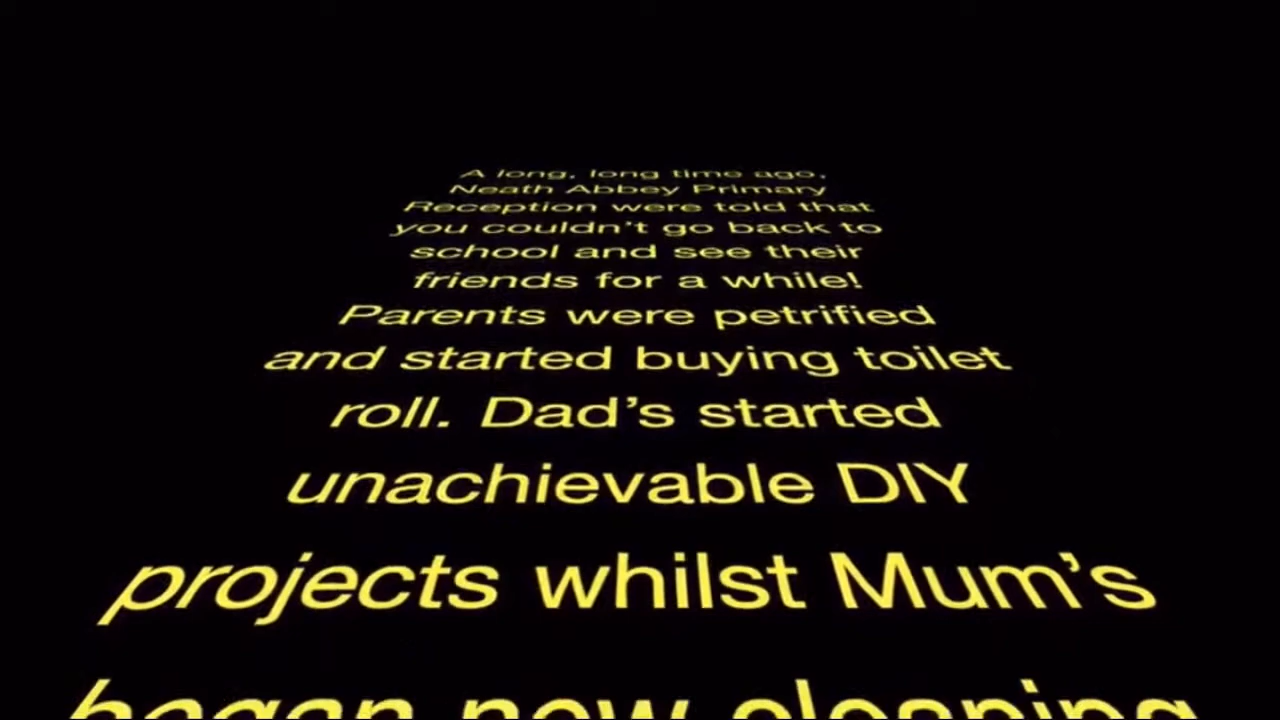 A long, long time ago,
Neath Abbey Primary
Reception were told that
you couldn't go back to
school and see their
friends for a while!
Parents were petrified
and started buying toilet
roll. Dad's started
unachievable DIY
projects whilst Mum's
began new cleaning